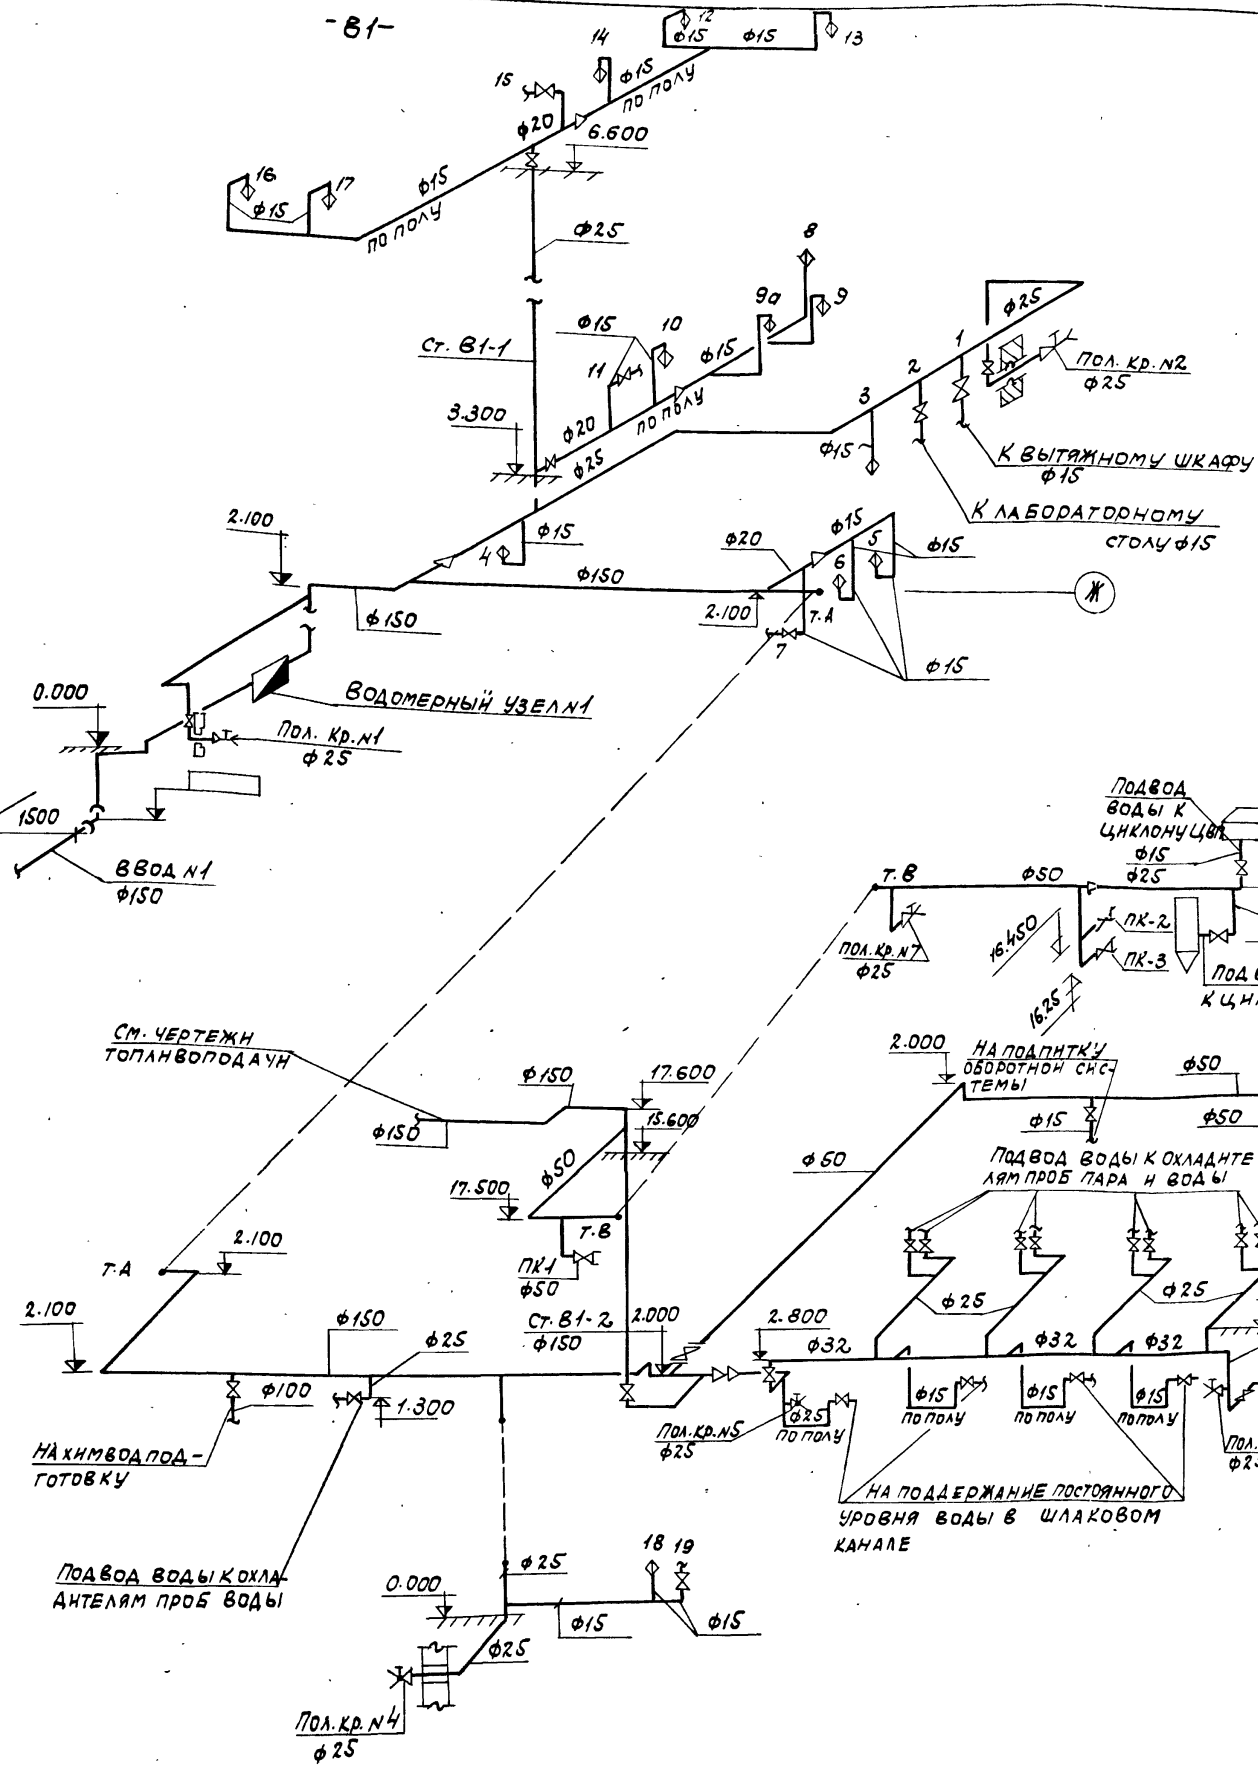 -В1-
12
ф15
ф15
13
14
ф15
по полу
15
ф20
6.600
16
17
ф15
ф15
по полу
ф25
8
9а
9
ф15
10
ф15
11
Ст. В1-1
3.300
ф20
по полу
ф25
ф25
1
2
3
Пол. кр. N2
ф25
ф15
К вытяжному шкафу
ф15
К лабораторному
столу ф15
2.100
4
ф15
ф150
ф150
ф20
ф15
5
6
ф15
Ж
2.100
т.А
7
ф15
0.000
Водомерный узел N1
Пол. кр. N1
ф25
1500
Ввод N1
ф150
Подвод
воды к
циклону ЦВП
ф15
ф25
т.В
ф50
Пол. кр. N7
ф25
16.450
ПК-2
ПК-3
16.25
Подв
к ци
См. чертежи
топливоподачи
ф150
ф150
17.600
15.600
ф50
17.500
т.В
ПК1
ф50
2.000
На подпитку
оборотной сис-
темы
ф50
ф15
ф50
ф50
Подвод воды к охладите
лям проб пара и воды
ф25
ф25
т.А
2.100
2.100
ф150
ф25
ф100
1.300
Ст. В1-2
ф150
2.000
2.800
ф32
ф32
ф32
Пол. кр. N5
ф25
ф25
по полу
ф15
по полу
ф15
по полу
ф15
по полу
Пол.
ф25
На химводпод-
готовку
На поддержание постоянного
уровня воды в шлаковом
канале
Подвод воды к охла-
дителям проб воды
0.000
ф25
18
19
ф15
ф15
ф25
Пол. кр. N4
ф25